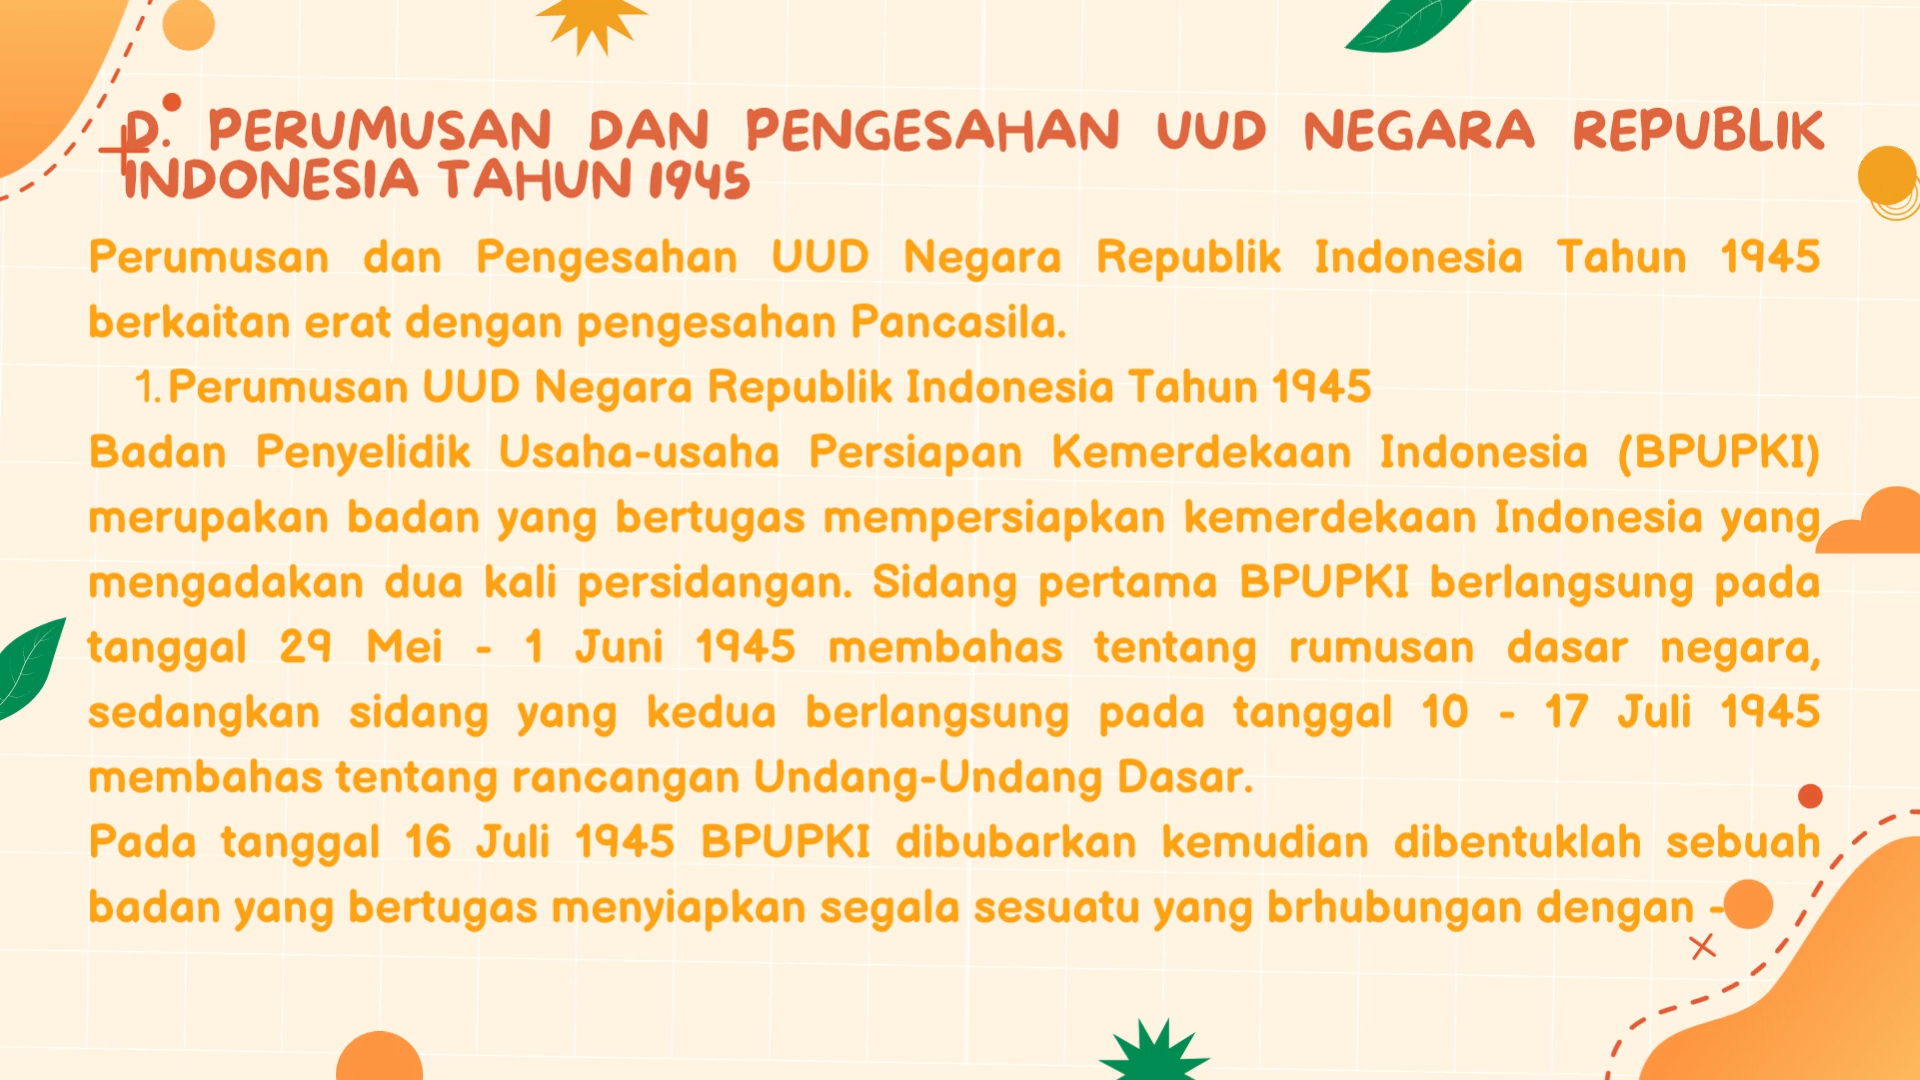 D. PERUMUSAN DAN PENGESAHAN UUD NEGARA REPUBLIK
INDONESIA TAHUN 1945
Perumusan dan Pengesahan UUD Negara Republik Indonesia Tahun 1945
berkaitan erat dengan pengesahan Pancasila.
1. Perumusan UUD Negara Republik Indonesia Tahun 1945
Badan Penyelidik Usaha-usaha Persiapan Kemerdekaan Indonesia (BPUPKI)
merupakan badan yang bertugas mempersiapkan kemerdekaan Indonesia yang
mengadakan dua kali persidangan. Sidang pertama BPUPKI berlangsung pada
tanggal 29 Mei - 1 Juni 1945 membahas tentang rumusan dasar negara,
sedangkan sidang yang kedua berlangsung pada tanggal 10 - 17 Juli 1945
membahas tentang rancangan Undang-Undang Dasar.
Pada tanggal 16 Juli 1945 BPUPKI dibubarkan kemudian dibentuklah sebuah
badan yang bertugas menyiapkan segala sesuatu yang brhubungan dengan -